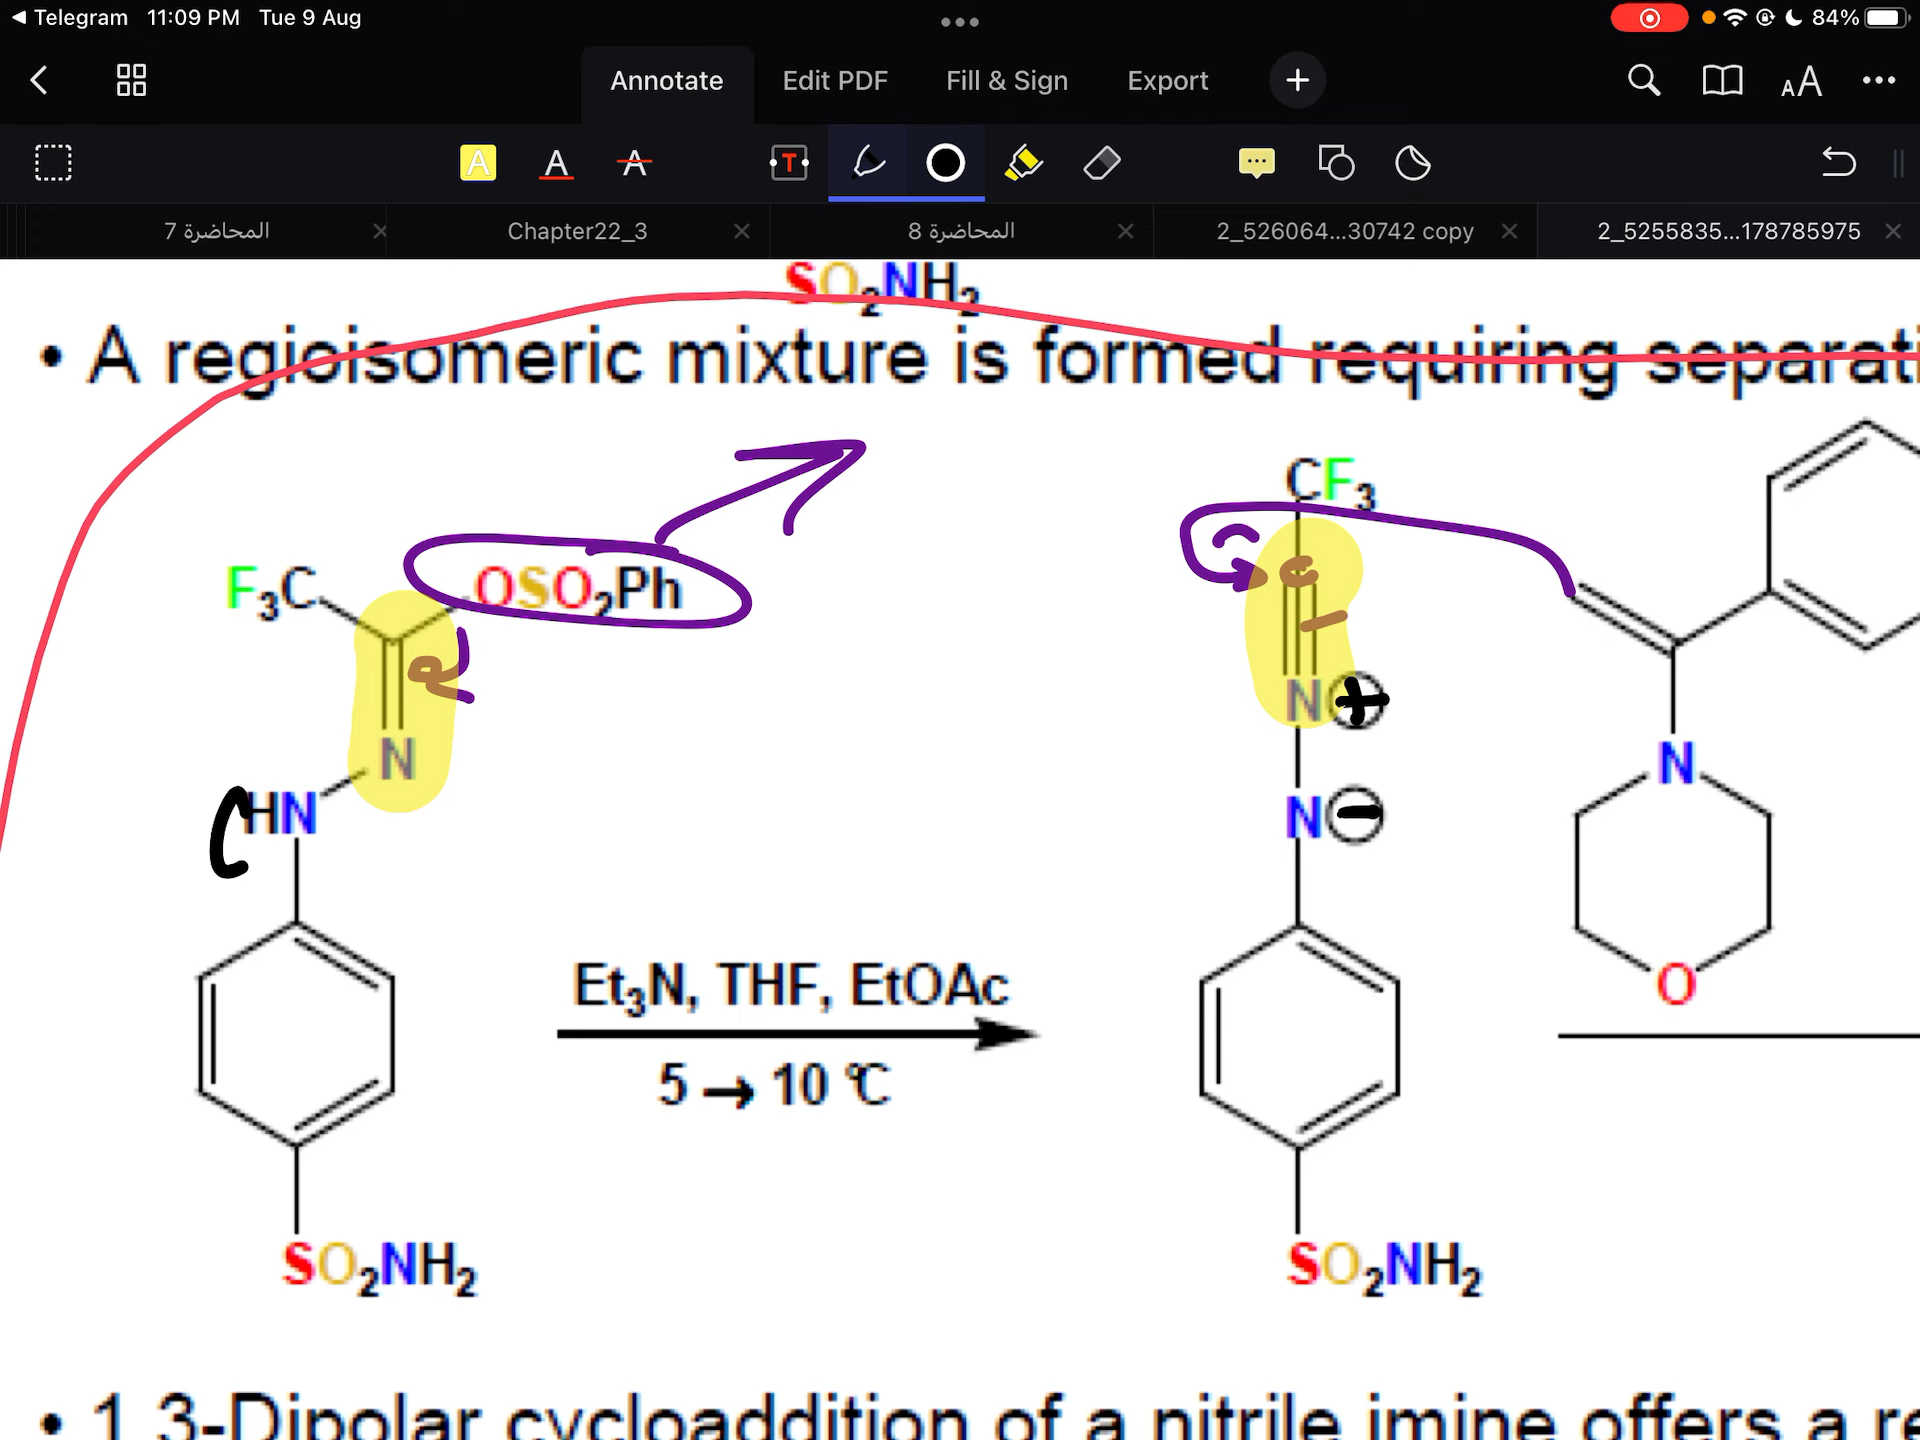 Telegram 11:09 PM Tue 9 Aug 84%
Annotate Edit PDF Fill & Sign Export
A A A T AA
المحاضرة 7 Chapter22_3 المحاضرة 8 2_526064...30742 copy 2_5255835...178785975
SO2NH2
• A regioisomeric mixture is formed requiring separati
CF3
F3C OSO2Ph
c
N +
N N
HN N −
O
Et3N, THF, EtOAc
5 → 10 °C
SO2NH2 SO2NH2
• 1,3-Dipolar cycloaddition of a nitrile imine offers a re